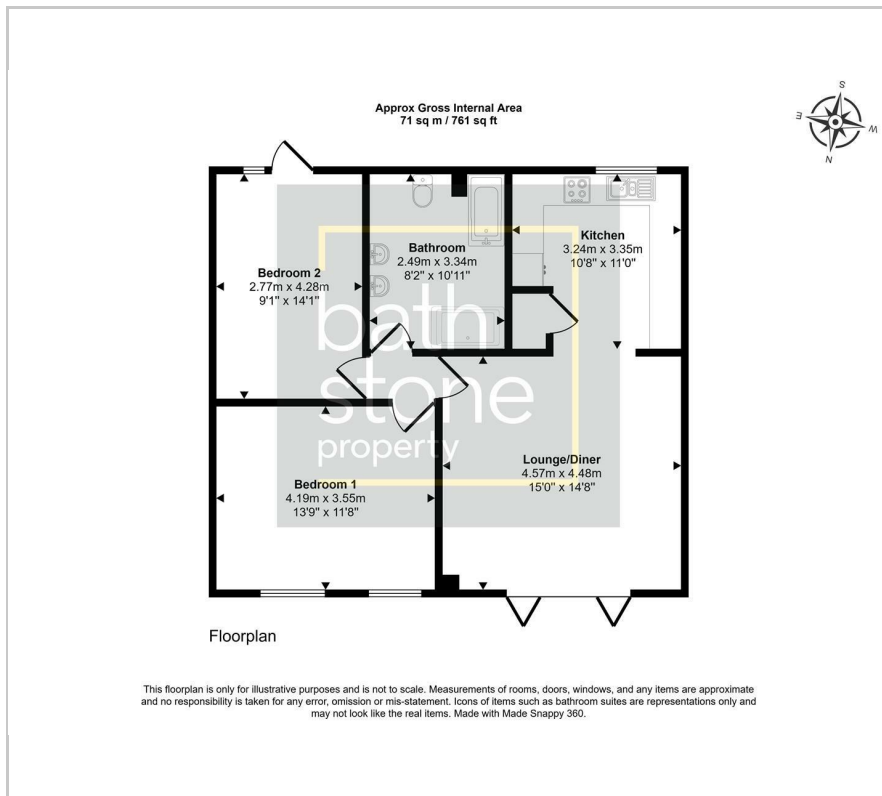 Approx Gross Internal Area
71 sq m / 761 sq ft
S
E
W
N
Kitchen
3.24m x 3.35m
10'8" x 11'0"
Bathroom
2.49m x 3.34m
8'2" x 10'11"
Bedroom 2
2.77m x 4.28m
9'1" x 14'1"
bath
stone
property
Lounge/Diner
4.57m x 4.48m
15'0" x 14'8"
Bedroom 1
4.19m x 3.55m
13'9" x 11'8"
Floorplan
This floorplan is only for illustrative purposes and is not to scale. Measurements of rooms, doors, windows, and any items are approximate
and no responsibility is taken for any error, omission or mis-statement. Icons of items such as bathroom suites are representations only and
may not look like the real items. Made with Made Snappy 360.